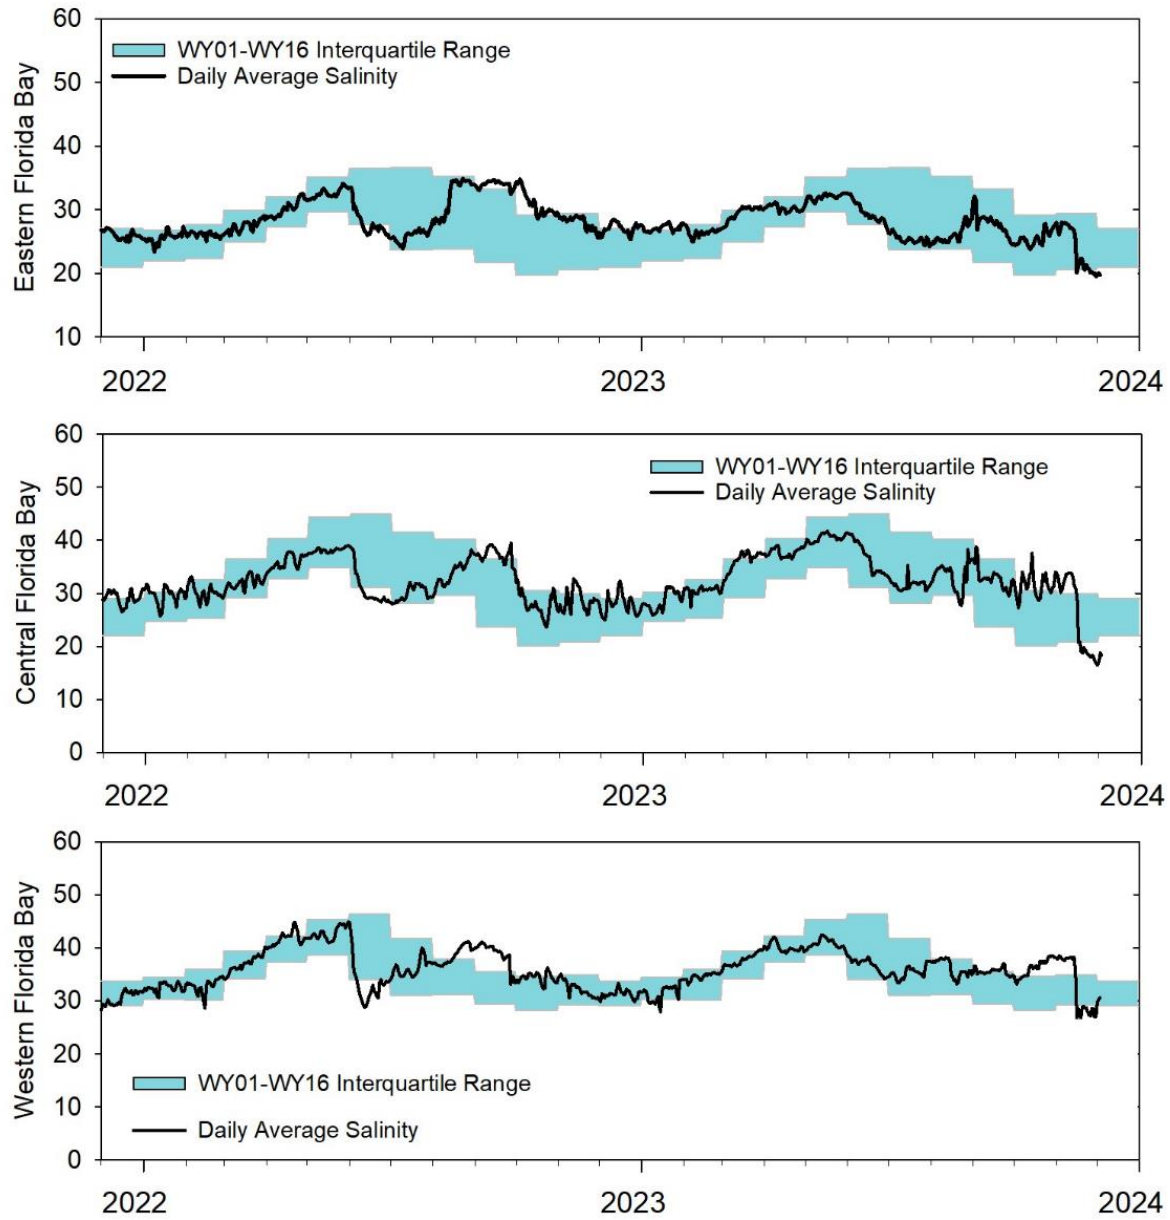 60
WY01-WY16 Interquartile Range
50
Daily Average Salinity
40
30
20
10
Eastern Florida Bay
2022 2023 2024
60
WY01-WY16 Interquartile Range
50
Daily Average Salinity
40
30
20
10
0
Central Florida Bay
2022 2023 2024
60
50
40
30
20
WY01-WY16 Interquartile Range
10
Daily Average Salinity
0
Western Florida Bay
2022 2023 2024